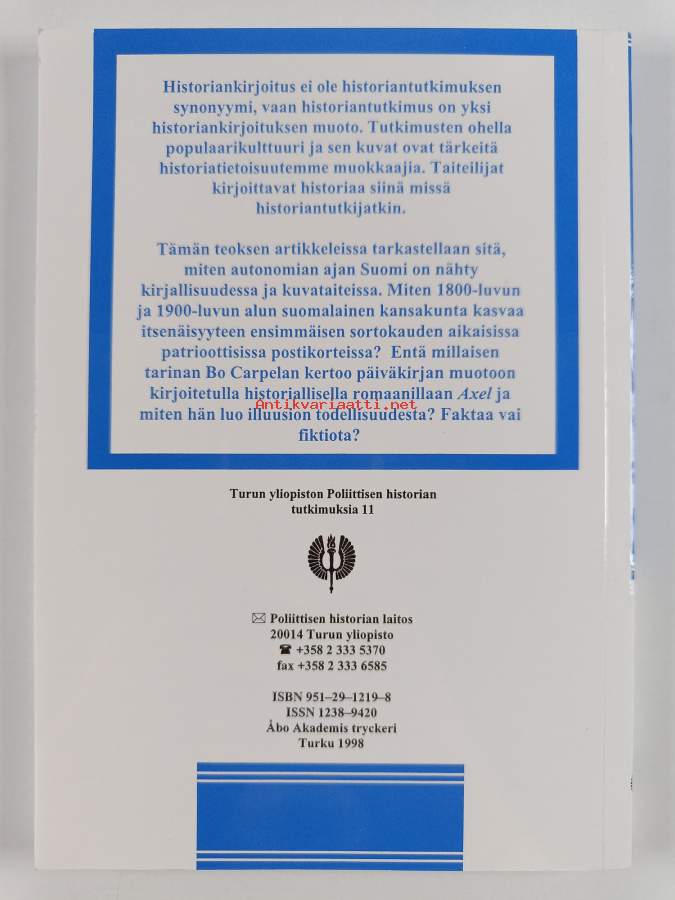 Historiankirjoitus ei ole historiantutkimuksen
synonyymi, vaan historiantutkimus on yksi
historiankirjoituksen muoto. Tutkimusten ohella
populaarikulttuuri ja sen kuvat ovat tärkeitä
historiatietoisuutemme muokkaajia. Taiteilijat
kirjoittavat historiaa siinä missä
historiantutkijatkin.
Tämän teoksen artikkeleissa tarkastellaan sitä,
miten autonomian ajan Suomi on nähty
kirjallisuudessa ja kuvataiteissa. Miten 1800-luvun
ja 1900-luvun alun suomalainen kansakunta kasvaa
itsenäisyyteen ensimmäisen sortokauden aikaisissa
patrioottisissa postikorteissa? Entä millaisen
tarinan Bo Carpelan kertoo päiväkirjan muotoon
kirjoitetulla historiallisella romaanillaan Axel ja
Antikvariaatti.net
miten hän luo illuusion todellisuudesta? Faktaa vai
fiktiota?
Turun yliopiston Poliittisen historian
tutkimuksia 11
Poliittisen historian laitos
20014 Turun yliopisto
+358 2 333 5370
fax +358 2 333 6585
ISBN 951–29–1219–8
ISSN 1238–9420
Åbo Akademis tryckeri
Turku 1998